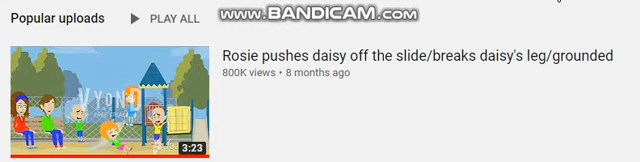 www.BANDICAM.com
Popular uploads
PLAY ALL
Rosie pushes daisy off the slide/breaks daisy's leg/grounded
800K views • 8 months ago
VYOND
3:23